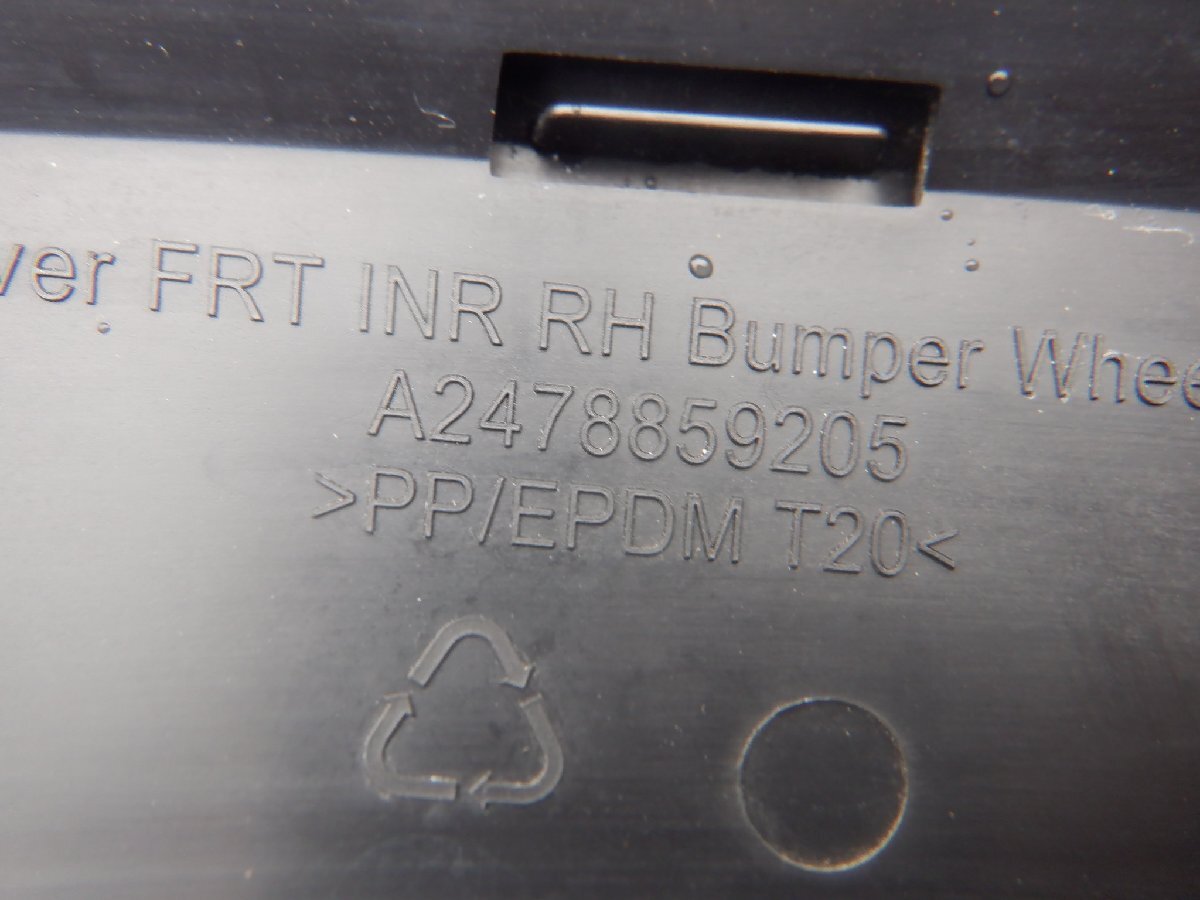 ver FRT INR RH Bumper Whee
A2478859205
>PP/EPDM T20<